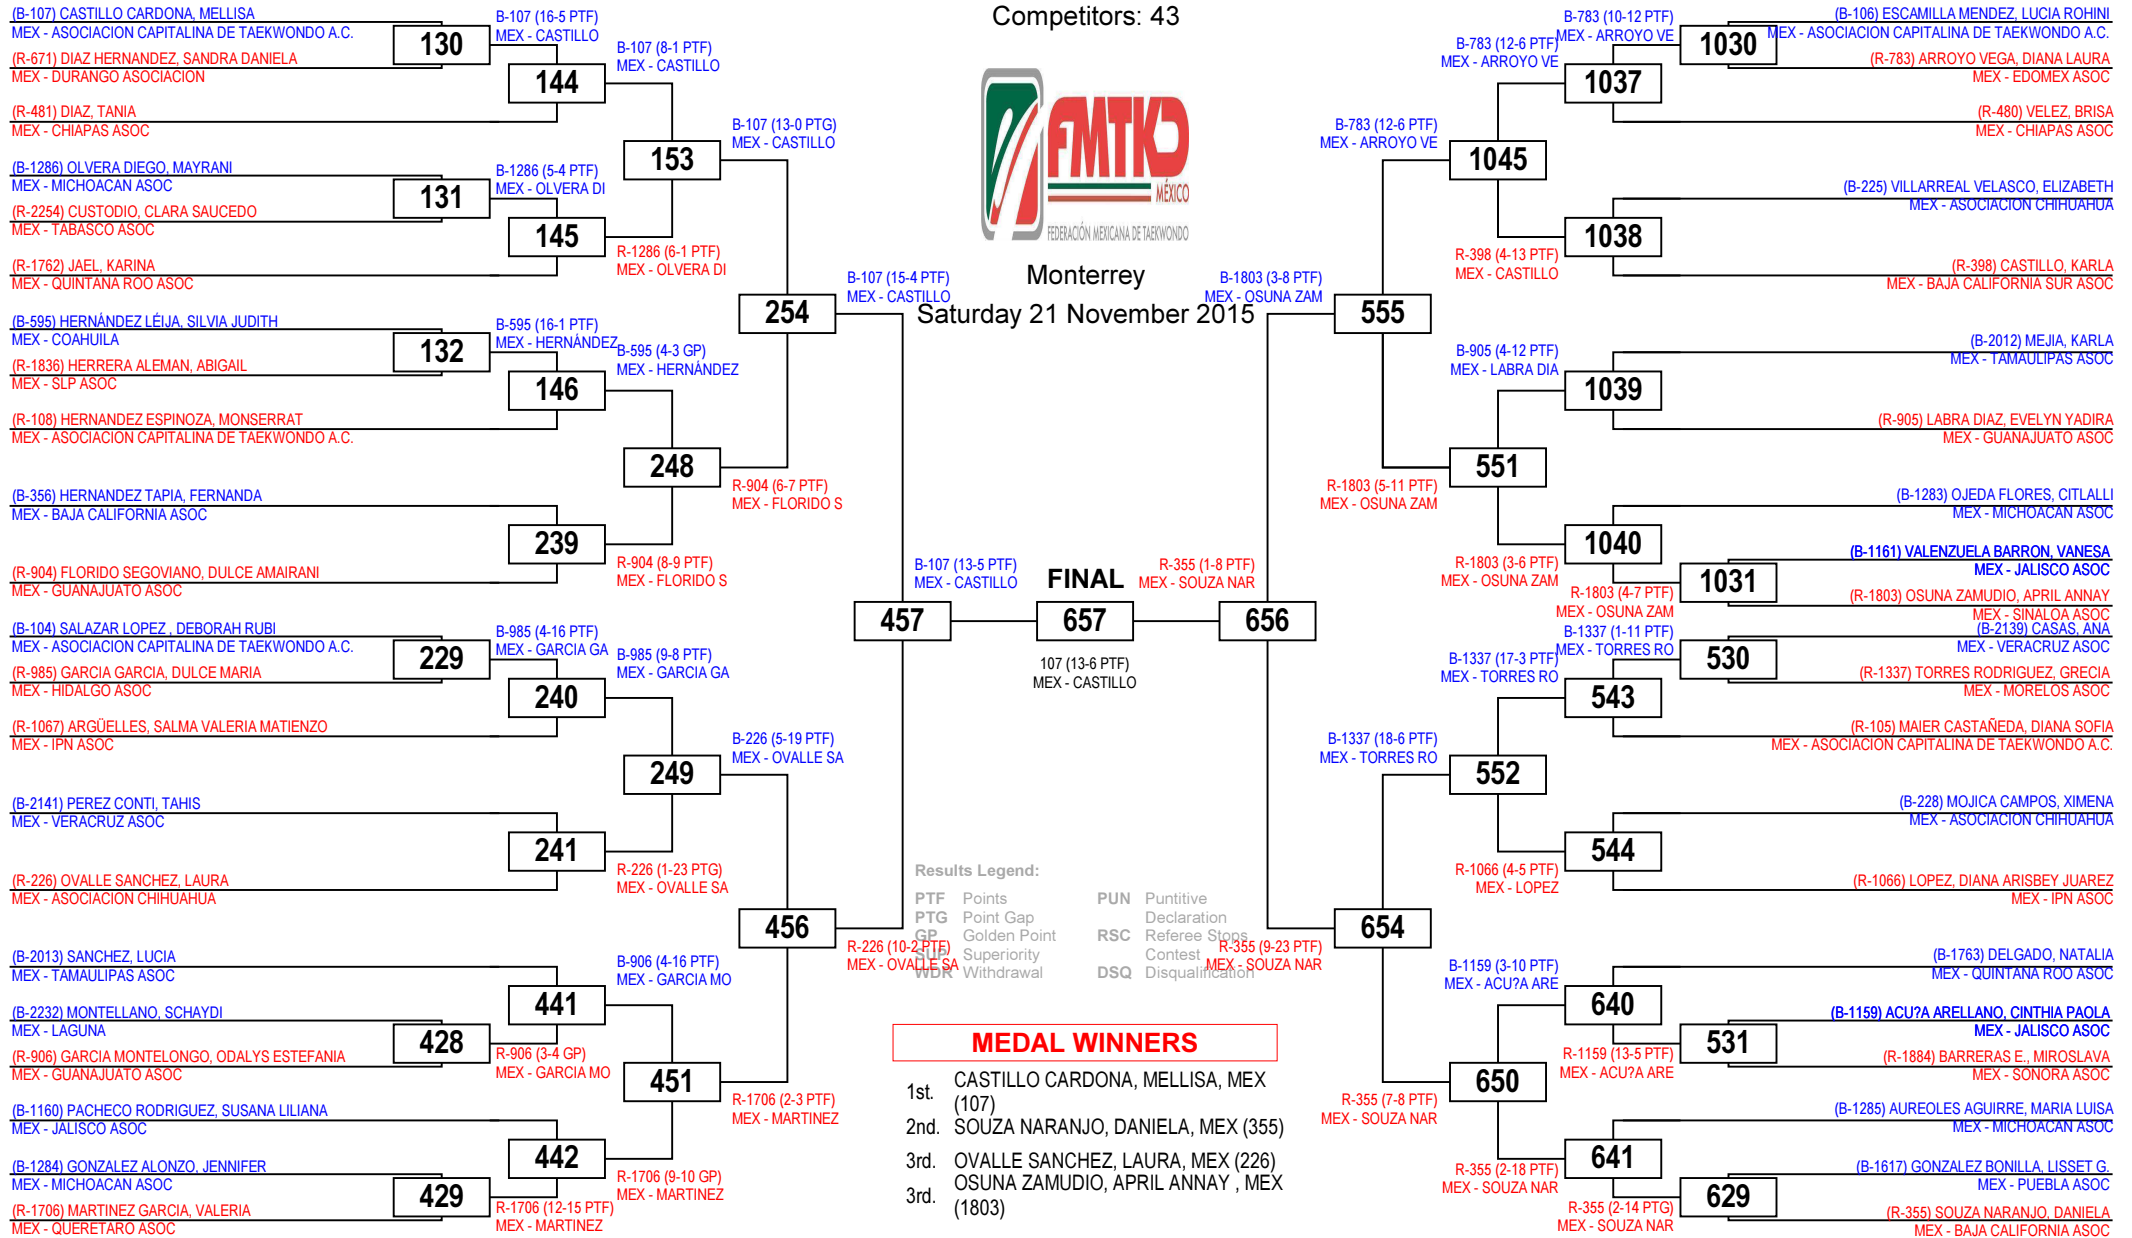 Competitors: 43
FMTKD
MÉXICO
FEDERACIÓN MEXICANA DE TAEKWONDO
Monterrey
Saturday 21 November 2015
(B-107) CASTILLO CARDONA, MELLISA
MEX - ASOCIACION CAPITALINA DE TAEKWONDO A.C.
130
(R-671) DIAZ HERNANDEZ, SANDRA DANIELA
MEX - DURANGO ASOCIACION
B-107 (16-5 PTF)
MEX - CASTILLO
144
(R-481) DIAZ, TANIA
MEX - CHIAPAS ASOC
B-107 (8-1 PTF)
MEX - CASTILLO
153
(B-1286) OLVERA DIEGO, MAYRANI
MEX - MICHOACAN ASOC
131
(R-2254) CUSTODIO, CLARA SAUCEDO
MEX - TABASCO ASOC
B-1286 (5-4 PTF)
MEX - OLVERA DI
145
(R-1762) JAEL, KARINA
MEX - QUINTANA ROO ASOC
R-1286 (6-1 PTF)
MEX - OLVERA DI
B-107 (13-0 PTG)
MEX - CASTILLO
254
(B-595) HERNÁNDEZ LÉIJA, SILVIA JUDITH
MEX - COAHUILA
132
(R-1836) HERRERA ALEMAN, ABIGAIL
MEX - SLP ASOC
B-595 (16-1 PTF)
MEX - HERNÁNDEZ
146
(R-108) HERNANDEZ ESPINOZA, MONSERRAT
MEX - ASOCIACION CAPITALINA DE TAEKWONDO A.C.
B-595 (4-3 GP)
MEX - HERNÁNDEZ
248
(B-356) HERNANDEZ TAPIA, FERNANDA
MEX - BAJA CALIFORNIA ASOC
239
(R-904) FLORIDO SEGOVIANO, DULCE AMAIRANI
MEX - GUANAJUATO ASOC
R-904 (8-9 PTF)
MEX - FLORIDO S
R-904 (6-7 PTF)
MEX - FLORIDO S
B-107 (15-4 PTF)
MEX - CASTILLO
457
(B-104) SALAZAR LOPEZ , DEBORAH RUBI
MEX - ASOCIACION CAPITALINA DE TAEKWONDO A.C.
229
(R-985) GARCIA GARCIA, DULCE MARIA
MEX - HIDALGO ASOC
B-985 (4-16 PTF)
MEX - GARCIA GA
240
(R-1067) ARGÜELLES, SALMA VALERIA MATIENZO
MEX - IPN ASOC
B-985 (9-8 PTF)
MEX - GARCIA GA
249
(B-2141) PEREZ CONTI, TAHIS
MEX - VERACRUZ ASOC
241
(R-226) OVALLE SANCHEZ, LAURA
MEX - ASOCIACION CHIHUAHUA
R-226 (1-23 PTG)
MEX - OVALLE SA
B-226 (5-19 PTF)
MEX - OVALLE SA
456
(B-2013) SANCHEZ, LUCIA
MEX - TAMAULIPAS ASOC
441
(B-2232) MONTELLANO, SCHAYDI
MEX - LAGUNA
428
(R-906) GARCIA MONTELONGO, ODALYS ESTEFANIA
MEX - GUANAJUATO ASOC
R-906 (3-4 GP)
MEX - GARCIA MO
B-906 (4-16 PTF)
MEX - GARCIA MO
451
(B-1160) PACHECO RODRIGUEZ, SUSANA LILIANA
MEX - JALISCO ASOC
442
(B-1284) GONZALEZ ALONZO, JENNIFER
MEX - MICHOACAN ASOC
429
(R-1706) MARTINEZ GARCIA, VALERIA
MEX - QUERETARO ASOC
R-1706 (12-15 PTF)
MEX - MARTINEZ
R-1706 (9-10 GP)
MEX - MARTINEZ
R-1706 (2-3 PTF)
MEX - MARTINEZ
R-226 (10-2 PTF)
MEX - OVALLE SA
B-107 (13-5 PTF)
MEX - CASTILLO
FINAL
657
107 (13-6 PTF)
MEX - CASTILLO
R-355 (1-8 PTF)
MEX - SOUZA NAR
656
B-1803 (3-8 PTF)
MEX - OSUNA ZAM
555
(B-106) ESCAMILLA MENDEZ, LUCIA ROHINI
MEX - ASOCIACION CAPITALINA DE TAEKWONDO A.C.
1030
(R-783) ARROYO VEGA, DIANA LAURA
MEX - EDOMEX ASOC
B-783 (10-12 PTF)
MEX - ARROYO VE
1037
(R-480) VELEZ, BRISA
MEX - CHIAPAS ASOC
B-783 (12-6 PTF)
MEX - ARROYO VE
1045
(B-225) VILLARREAL VELASCO, ELIZABETH
MEX - ASOCIACION CHIHUAHUA
1038
(R-398) CASTILLO, KARLA
MEX - BAJA CALIFORNIA SUR ASOC
R-398 (4-13 PTF)
MEX - CASTILLO
B-783 (12-6 PTF)
MEX - ARROYO VE
(B-2012) MEJIA, KARLA
MEX - TAMAULIPAS ASOC
1039
(R-905) LABRA DIAZ, EVELYN YADIRA
MEX - GUANAJUATO ASOC
B-905 (4-12 PTF)
MEX - LABRA DIA
551
R-1803 (5-11 PTF)
MEX - OSUNA ZAM
(B-1283) OJEDA FLORES, CITLALLI
MEX - MICHOACAN ASOC
1040
(B-1161) VALENZUELA BARRON, VANESA
MEX - JALISCO ASOC
1031
(R-1803) OSUNA ZAMUDIO, APRIL ANNAY
MEX - SINALOA ASOC
R-1803 (4-7 PTF)
MEX - OSUNA ZAM
R-1803 (3-6 PTF)
MEX - OSUNA ZAM
(B-2139) CASAS, ANA
MEX - VERACRUZ ASOC
530
(R-1337) TORRES RODRIGUEZ, GRECIA
MEX - MORELOS ASOC
B-1337 (1-11 PTF)
MEX - TORRES RO
543
(R-105) MAIER CASTAÑEDA, DIANA SOFIA
MEX - ASOCIACION CAPITALINA DE TAEKWONDO A.C.
B-1337 (17-3 PTF)
MEX - TORRES RO
552
(B-228) MOJICA CAMPOS, XIMENA
MEX - ASOCIACION CHIHUAHUA
544
(R-1066) LOPEZ, DIANA ARISBEY JUAREZ
MEX - IPN ASOC
R-1066 (4-5 PTF)
MEX - LOPEZ
B-1337 (18-6 PTF)
MEX - TORRES RO
654
R-355 (9-23 PTF)
MEX - SOUZA NAR
(B-1763) DELGADO, NATALIA
MEX - QUINTANA ROO ASOC
640
(B-1159) ACU?A ARELLANO, CINTHIA PAOLA
MEX - JALISCO ASOC
531
(R-1884) BARRERAS E., MIROSLAVA
MEX - SONORA ASOC
R-1159 (13-5 PTF)
MEX - ACU?A ARE
B-1159 (3-10 PTF)
MEX - ACU?A ARE
650
R-355 (7-8 PTF)
MEX - SOUZA NAR
(B-1285) AUREOLES AGUIRRE, MARIA LUISA
MEX - MICHOACAN ASOC
641
(B-1617) GONZALEZ BONILLA, LISSET G.
MEX - PUEBLA ASOC
629
(R-355) SOUZA NARANJO, DANIELA
MEX - BAJA CALIFORNIA ASOC
R-355 (2-14 PTG)
MEX - SOUZA NAR
R-355 (2-18 PTF)
MEX - SOUZA NAR
Results Legend:
PTF Points
PTG Point Gap
GP Golden Point
SUP Superiority
WDR Withdrawal
PUN Puntitive
Declaration
RSC Referee Stops
Contest
DSQ Disqualification
MEDAL WINNERS
1st. CASTILLO CARDONA, MELLISA, MEX
(107)
2nd. SOUZA NARANJO, DANIELA, MEX (355)
3rd. OVALLE SANCHEZ, LAURA, MEX (226)
3rd. OSUNA ZAMUDIO, APRIL ANNAY , MEX
(1803)